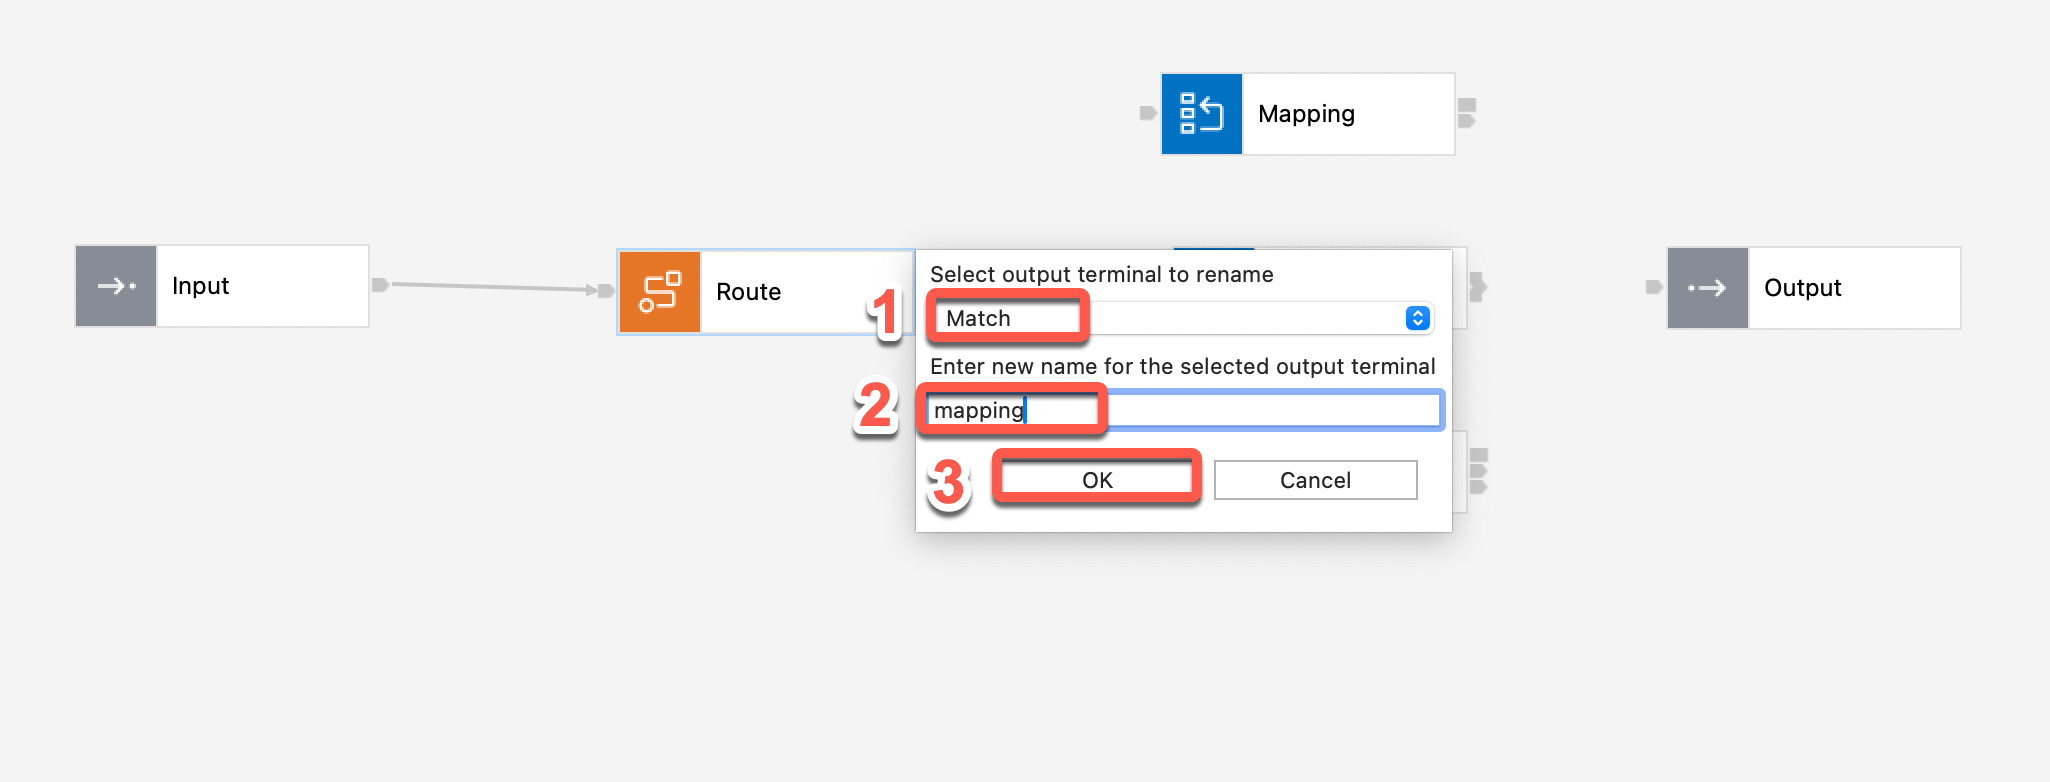 Mapping
Input
Route
Select output terminal to rename
1
Match
Output
Enter new name for the selected output terminal
2
mapping
3
OK
Cancel